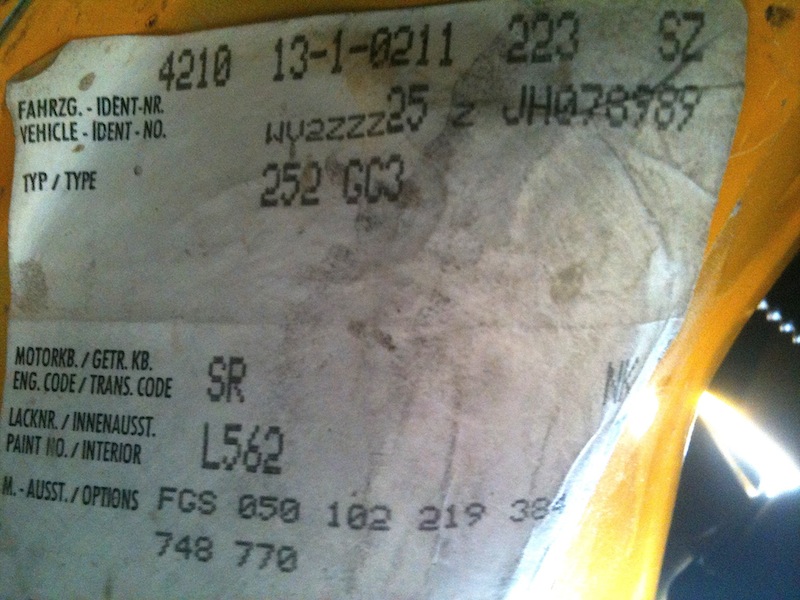 4210 13-1-0211 223 SZ
FAHRZG. - IDENT-NR.
VEHICLE - IDENT-NO. WV2ZZZ25 Z JH078989
TYP / TYPE 252 GG3
MOTORKB. / GETR. KB.
ENG. CODE / TRANS. CODE SR
LACKNR. / INNENAUSST.
PAINT NO. / INTERIOR L562
M. - AUSST. / OPTIONS FGS 050 102 219 384
748 770